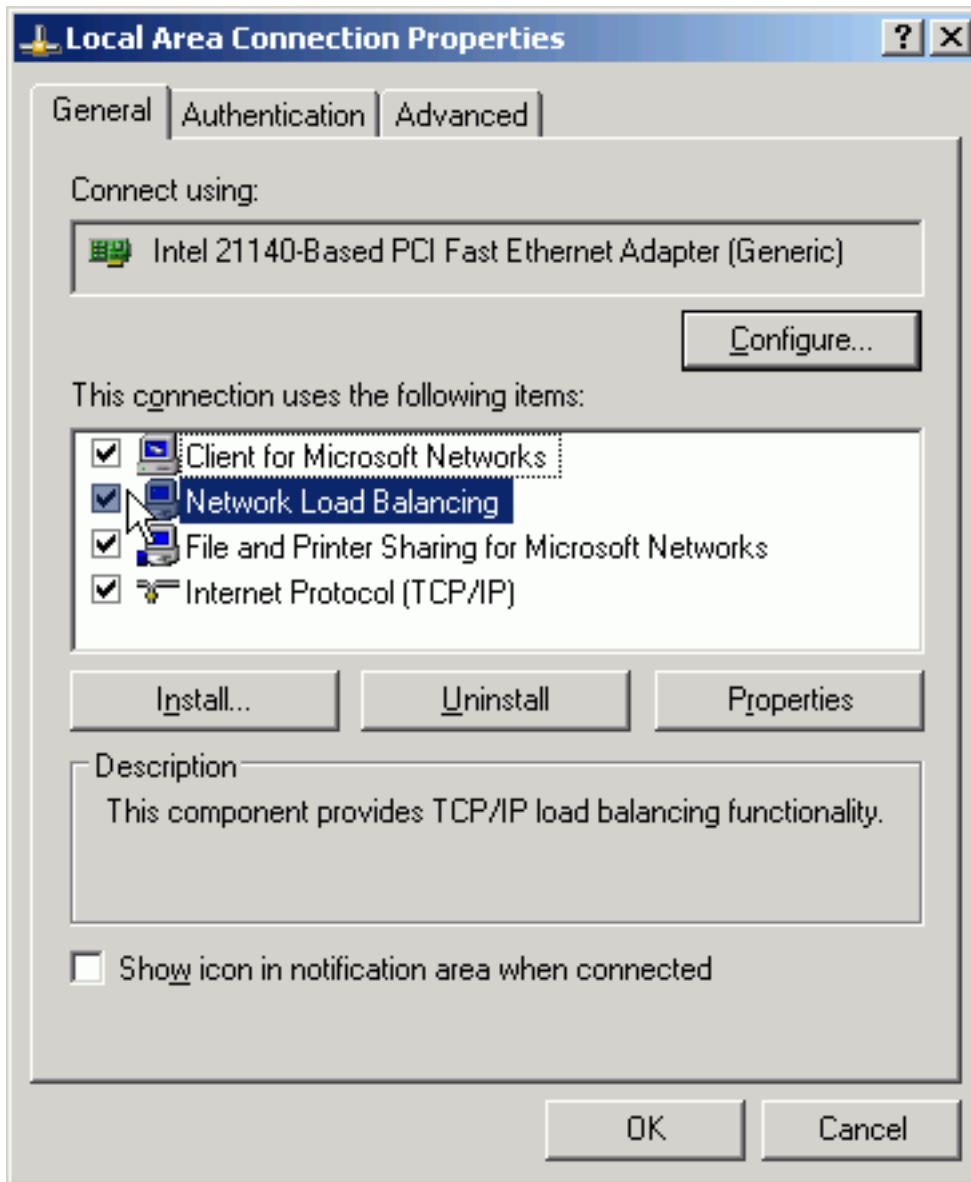 Local Area Connection Properties
General Authentication Advanced
Connect using:
Intel 21140-Based PCI Fast Ethernet Adapter (Generic)
Configure...
This connection uses the following items:
Client for Microsoft Networks
Network Load Balancing
File and Printer Sharing for Microsoft Networks
Internet Protocol (TCP/IP)
Install... Uninstall Properties
Description
This component provides TCP/IP load balancing functionality.
Show icon in notification area when connected
OK Cancel